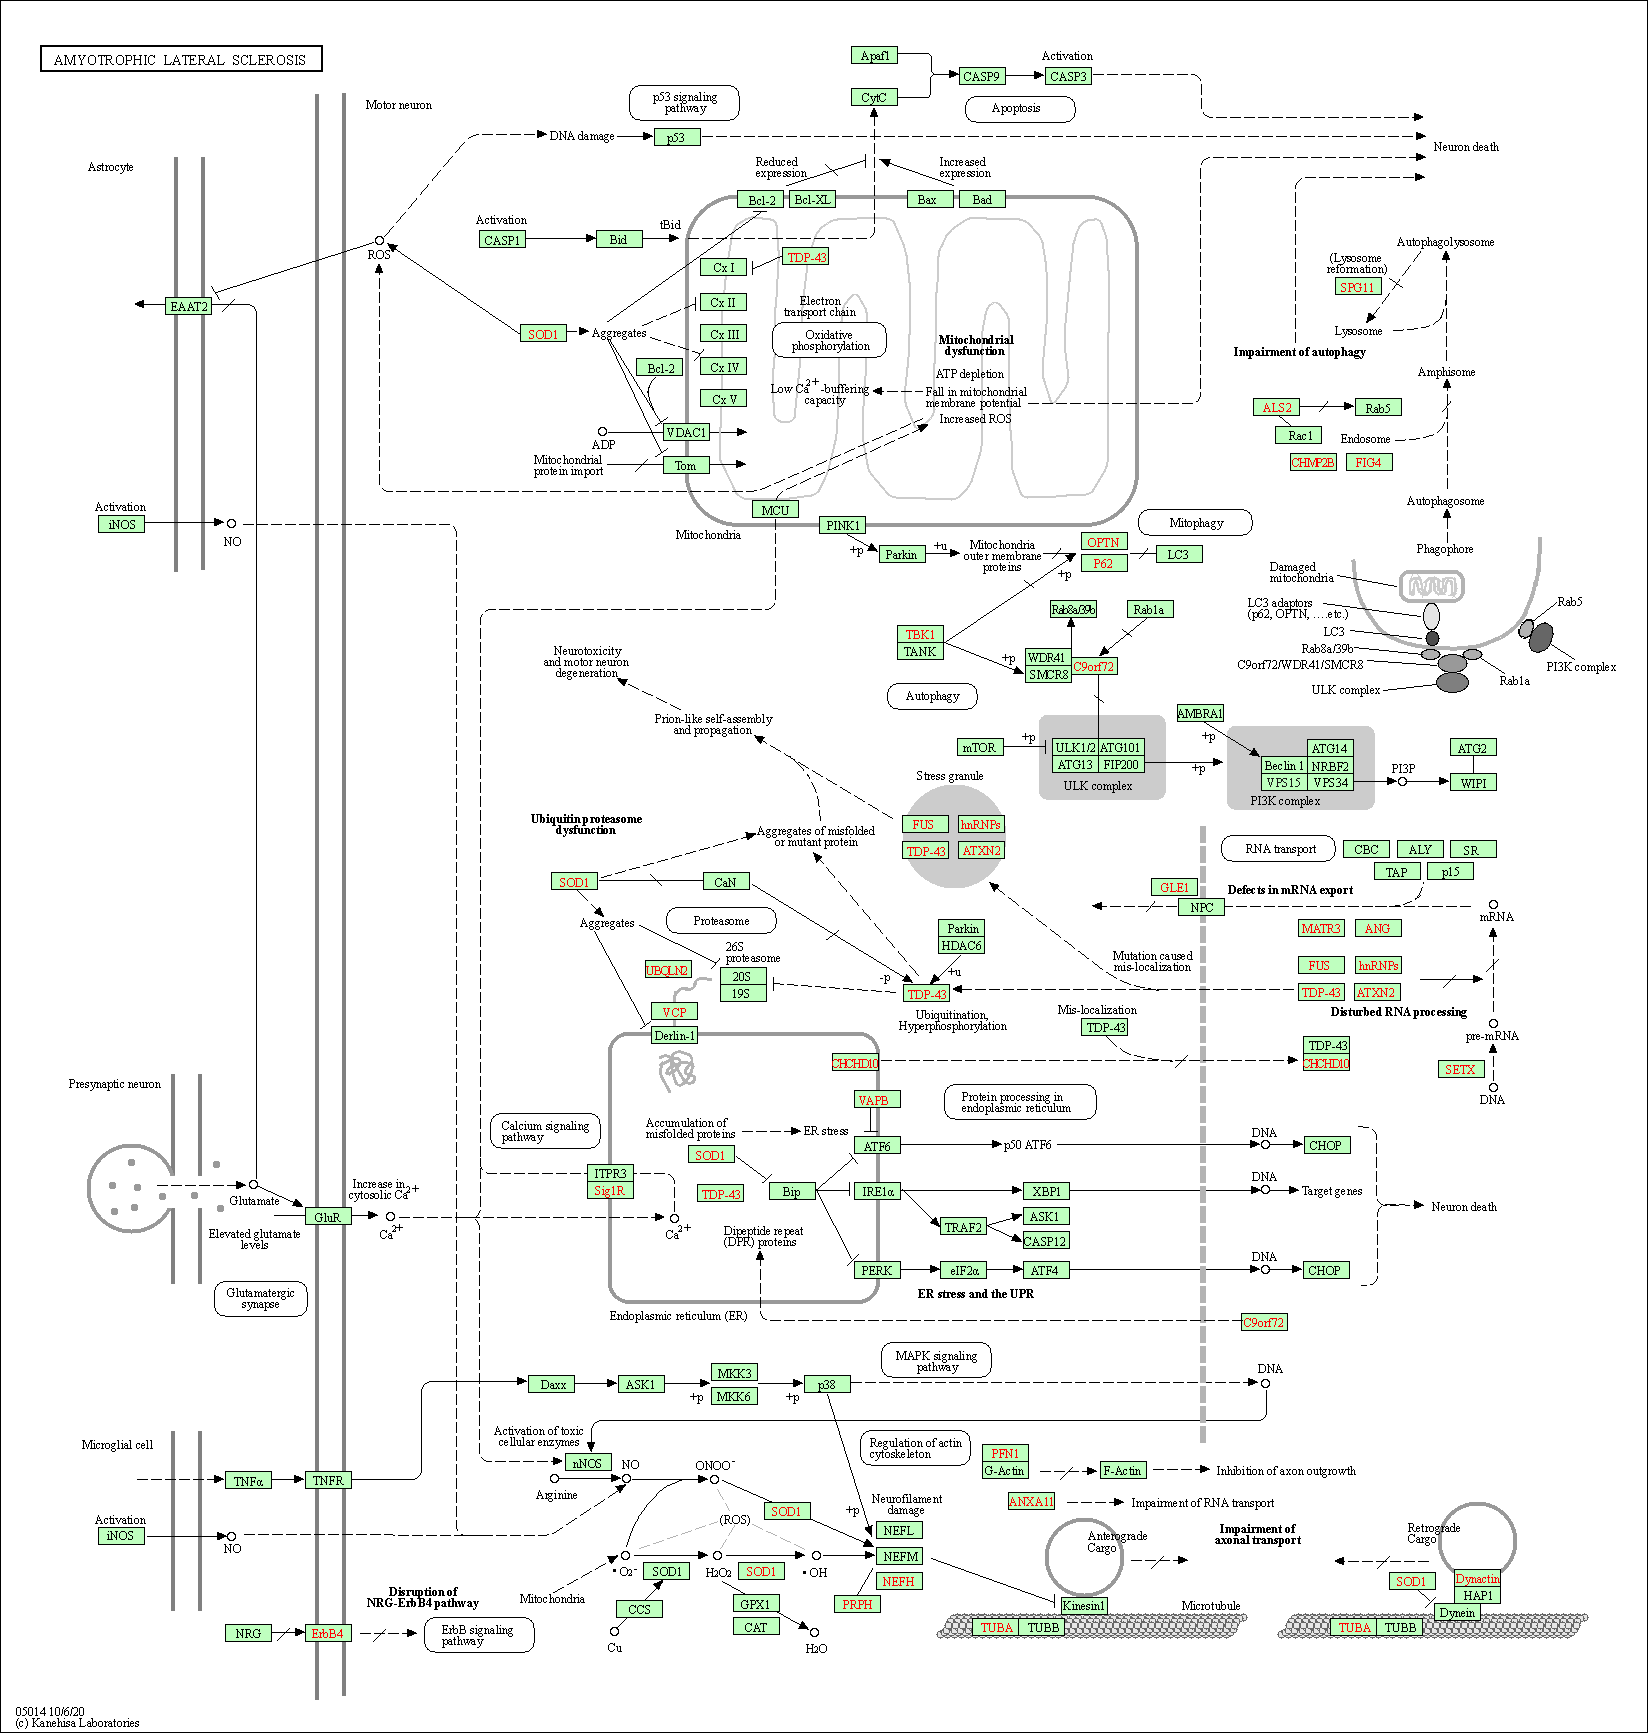 AMYOTROPHIC LATERAL SCLEROSIS
Motor neuron
Astrocyte
p53 signaling
pathway
Apaf1
CytC
CASP9
Activation
CASP3
Apoptosis
DNA damage
p53
Neuron death
Reduced
expression
Increased
expression
Bcl-2
Bcl-XL
Bax
Bad
Activation
CASP1
Bid
tBid
ROS
EAAT2
Cx I
TDP-43
Cx II
Electron
transport chain
Cx III
Oxidative
phosphorylation
Cx IV
Cx V
SOD1
Aggregates
Bcl-2
Mitochondrial
dysfunction
ATP depletion
Low Ca2+-buffering
capacity
Fall in mitochondrial
membrane potential
Increased ROS
ADP
VDAC1
Mitochondrial
protein import
Tom
MCU
Mitochondria
PINK1
Autophagolysosome
(Lysosome
reformation)
SPG11
Lysosome
Impairment of autophagy
Amphisome
ALS2
Rab5
Rac1
Endosome
CHMP2B
FIG4
Autophagosome
Phagophore
Mitophagy
Activation
iNOS
NO
+p
Parkin
+u
Mitochondria
outer membrane
proteins
OPTN
P62
LC3
+p
Damaged
mitochondria
LC3 adaptors
(p62, OPTN, ....etc.)
LC3
Rab8a/39b
C9orf72/WDR41/SMCR8
ULK complex
Rab5
PI3K complex
Rab1a
Rab8a/39b
Rab1a
TBK1
TANK
+p
WDR41
SMCR8
C9orf72
Autophagy
Neurotoxicity
and motor neuron
degeneration
Prion-like self-assembly
and propagation
mTOR
+p
ULK1/2
ATG101
ATG13
FIP200
ULK complex
+p
AMBRA1
+p
ATG14
Beclin 1
NRBF2
VPS15
VPS34
PI3K complex
PI3P
ATG2
WIPI
Stress granule
FUS
hnRNPs
TDP-43
ATXN2
Ubiquitin proteasome
dysfunction
Aggregates of misfolded
or mutant protein
SOD1
CaN
Aggregates
Proteasome
26S
proteasome
20S
19S
UBQLN2
VCP
Derlin-1
Parkin
HDAC6
-p
+u
TDP-43
Ubiquitination,
Hyperphosphorylation
RNA transport
CBC
ALY
SR
TAP
p15
GLE1
Defects in mRNA export
NPC
mRNA
MATR3
ANG
Mutation caused
mis-localization
FUS
hnRNPs
TDP-43
ATXN2
Disturbed RNA processing
Mis-localization
TDP-43
pre-mRNA
TDP-43
CHCHD10
SETX
DNA
CHCHD10
VAPB
Protein processing in
endoplasmic reticulum
Presynaptic neuron
Calcium signaling
pathway
Accumulation of
misfolded proteins
ER stress
SOD1
ATF6
p50 ATF6
DNA
CHOP
ITPR3
Sig1R
TDP-43
Bip
IRE1α
XBP1
DNA
Target genes
Glutamate
Increase in
cytosolic Ca2+
GluR
Ca2+
Ca2+
Elevated glutamate
levels
TRAF2
ASK1
CASP12
Neuron death
Dipeptide repeat
(DPR) proteins
PERK
eIF2α
ATF4
DNA
CHOP
ER stress and the UPR
Glutamatergic
synapse
Endoplasmic reticulum (ER)
C9orf72
MAPK signaling
pathway
DNA
Daxx
ASK1
+p
MKK3
MKK6
+p
p38
Activation of toxic
cellular enzymes
nNOS
Microglial cell
TNFα
TNFR
Regulation of actin
cytoskeleton
PFN1
G-Actin
F-Actin
Inhibition of axon outgrowth
Arginine
NO
ONOO-
ANXA11
Impairment of RNA transport
Activation
iNOS
NO
SOD1
+p
Neurofilament
damage
(ROS)
NEFL
NEFM
NEFH
PRPH
Anterograde
Cargo
Impairment of
axonal transport
Retrograde
Cargo
•O2-
SOD1
H2O2
SOD1
•OH
SOD1
Dynactin
HAP1
Dynein
Mitochondria
CCS
Cu
GPX1
CAT
H2O
Kinesin1
Microtubule
TUBA
TUBB
TUBA
TUBB
Disruption of
NRG-ErbB4 pathway
NRG
ErbB4
ErbB signaling
pathway
05014 10/6/20
(c) Kanehisa Laboratories